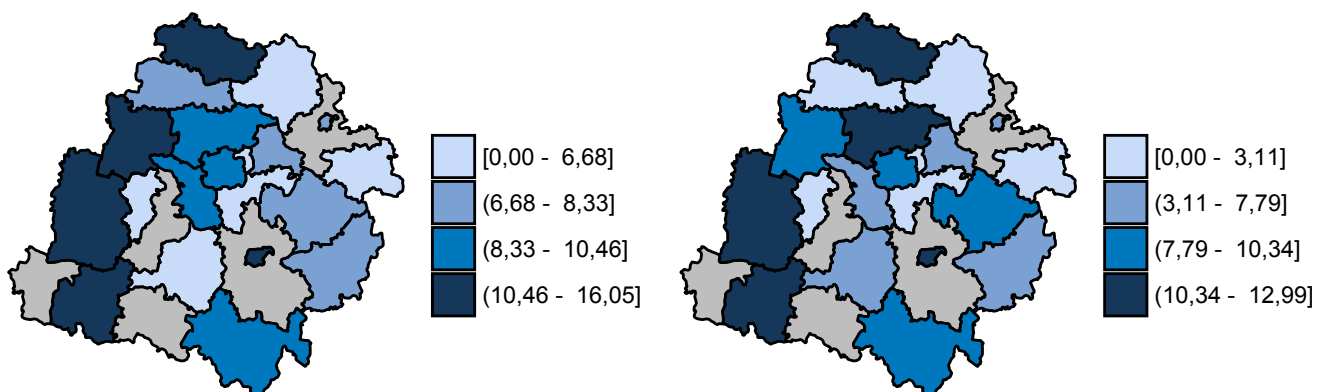 [0,00 - 6,68]
(6,68 - 8,33]
(8,33 - 10,46]
(10,46 - 16,05]
[0,00 - 3,11]
(3,11 - 7,79]
(7,79 - 10,34]
(10,34 - 12,99]